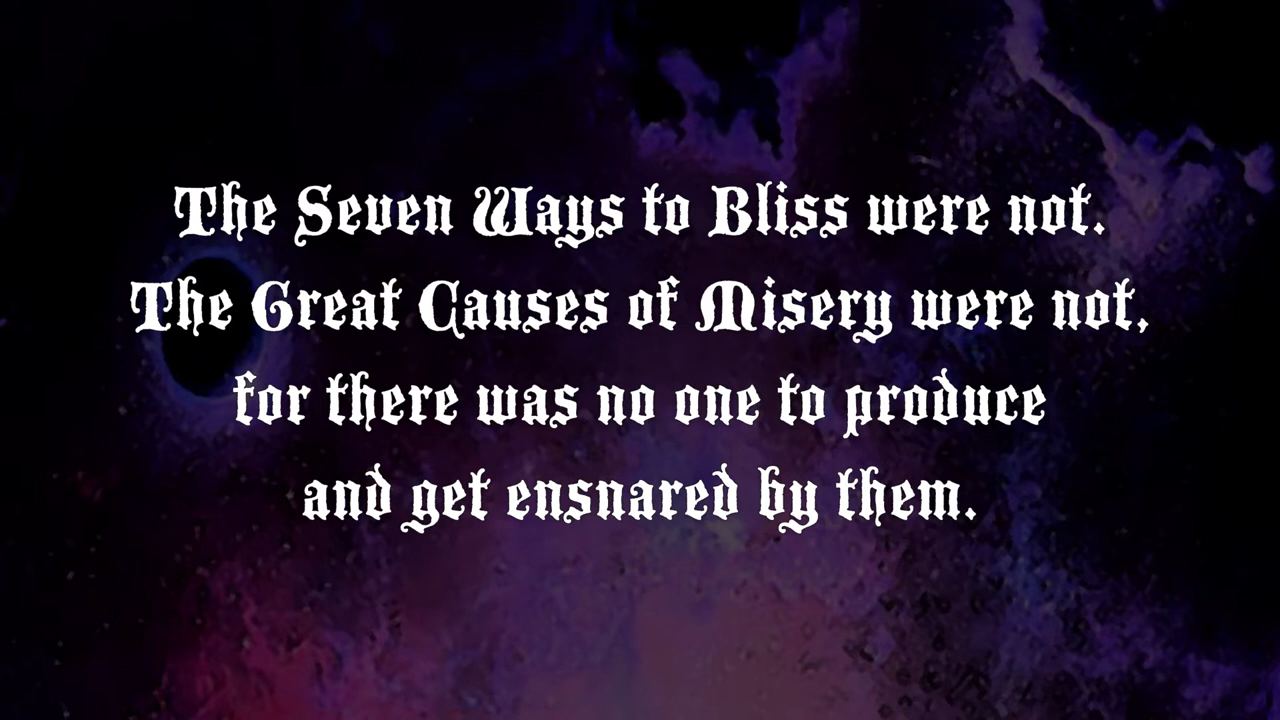 The Seven Ways to Bliss were not.
The Great Causes of Misery were not,
for there was no one to produce
and get ensnared by them.